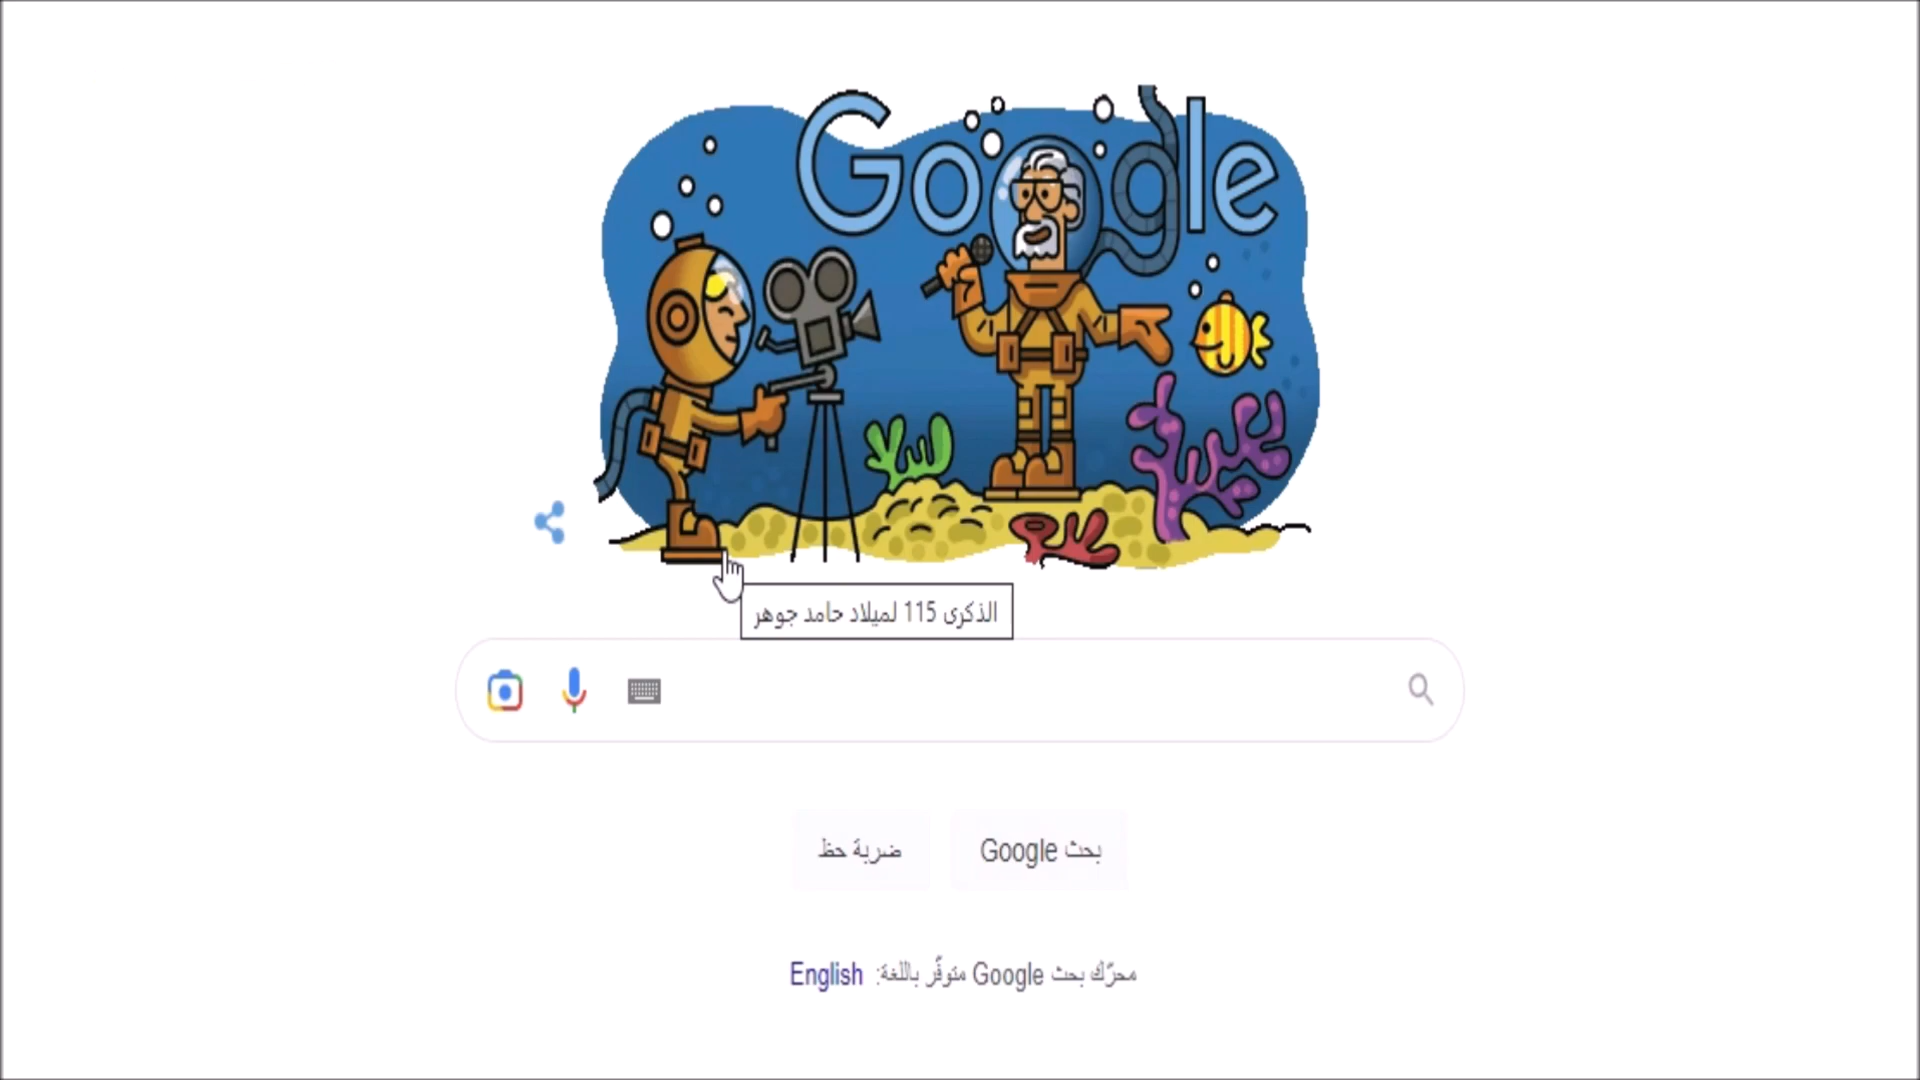 Google
الذكرى 115 لميلاد حامد جوهر
بحث Google
ضربة حظ
محرّك بحث Google متوفّر باللغة: English